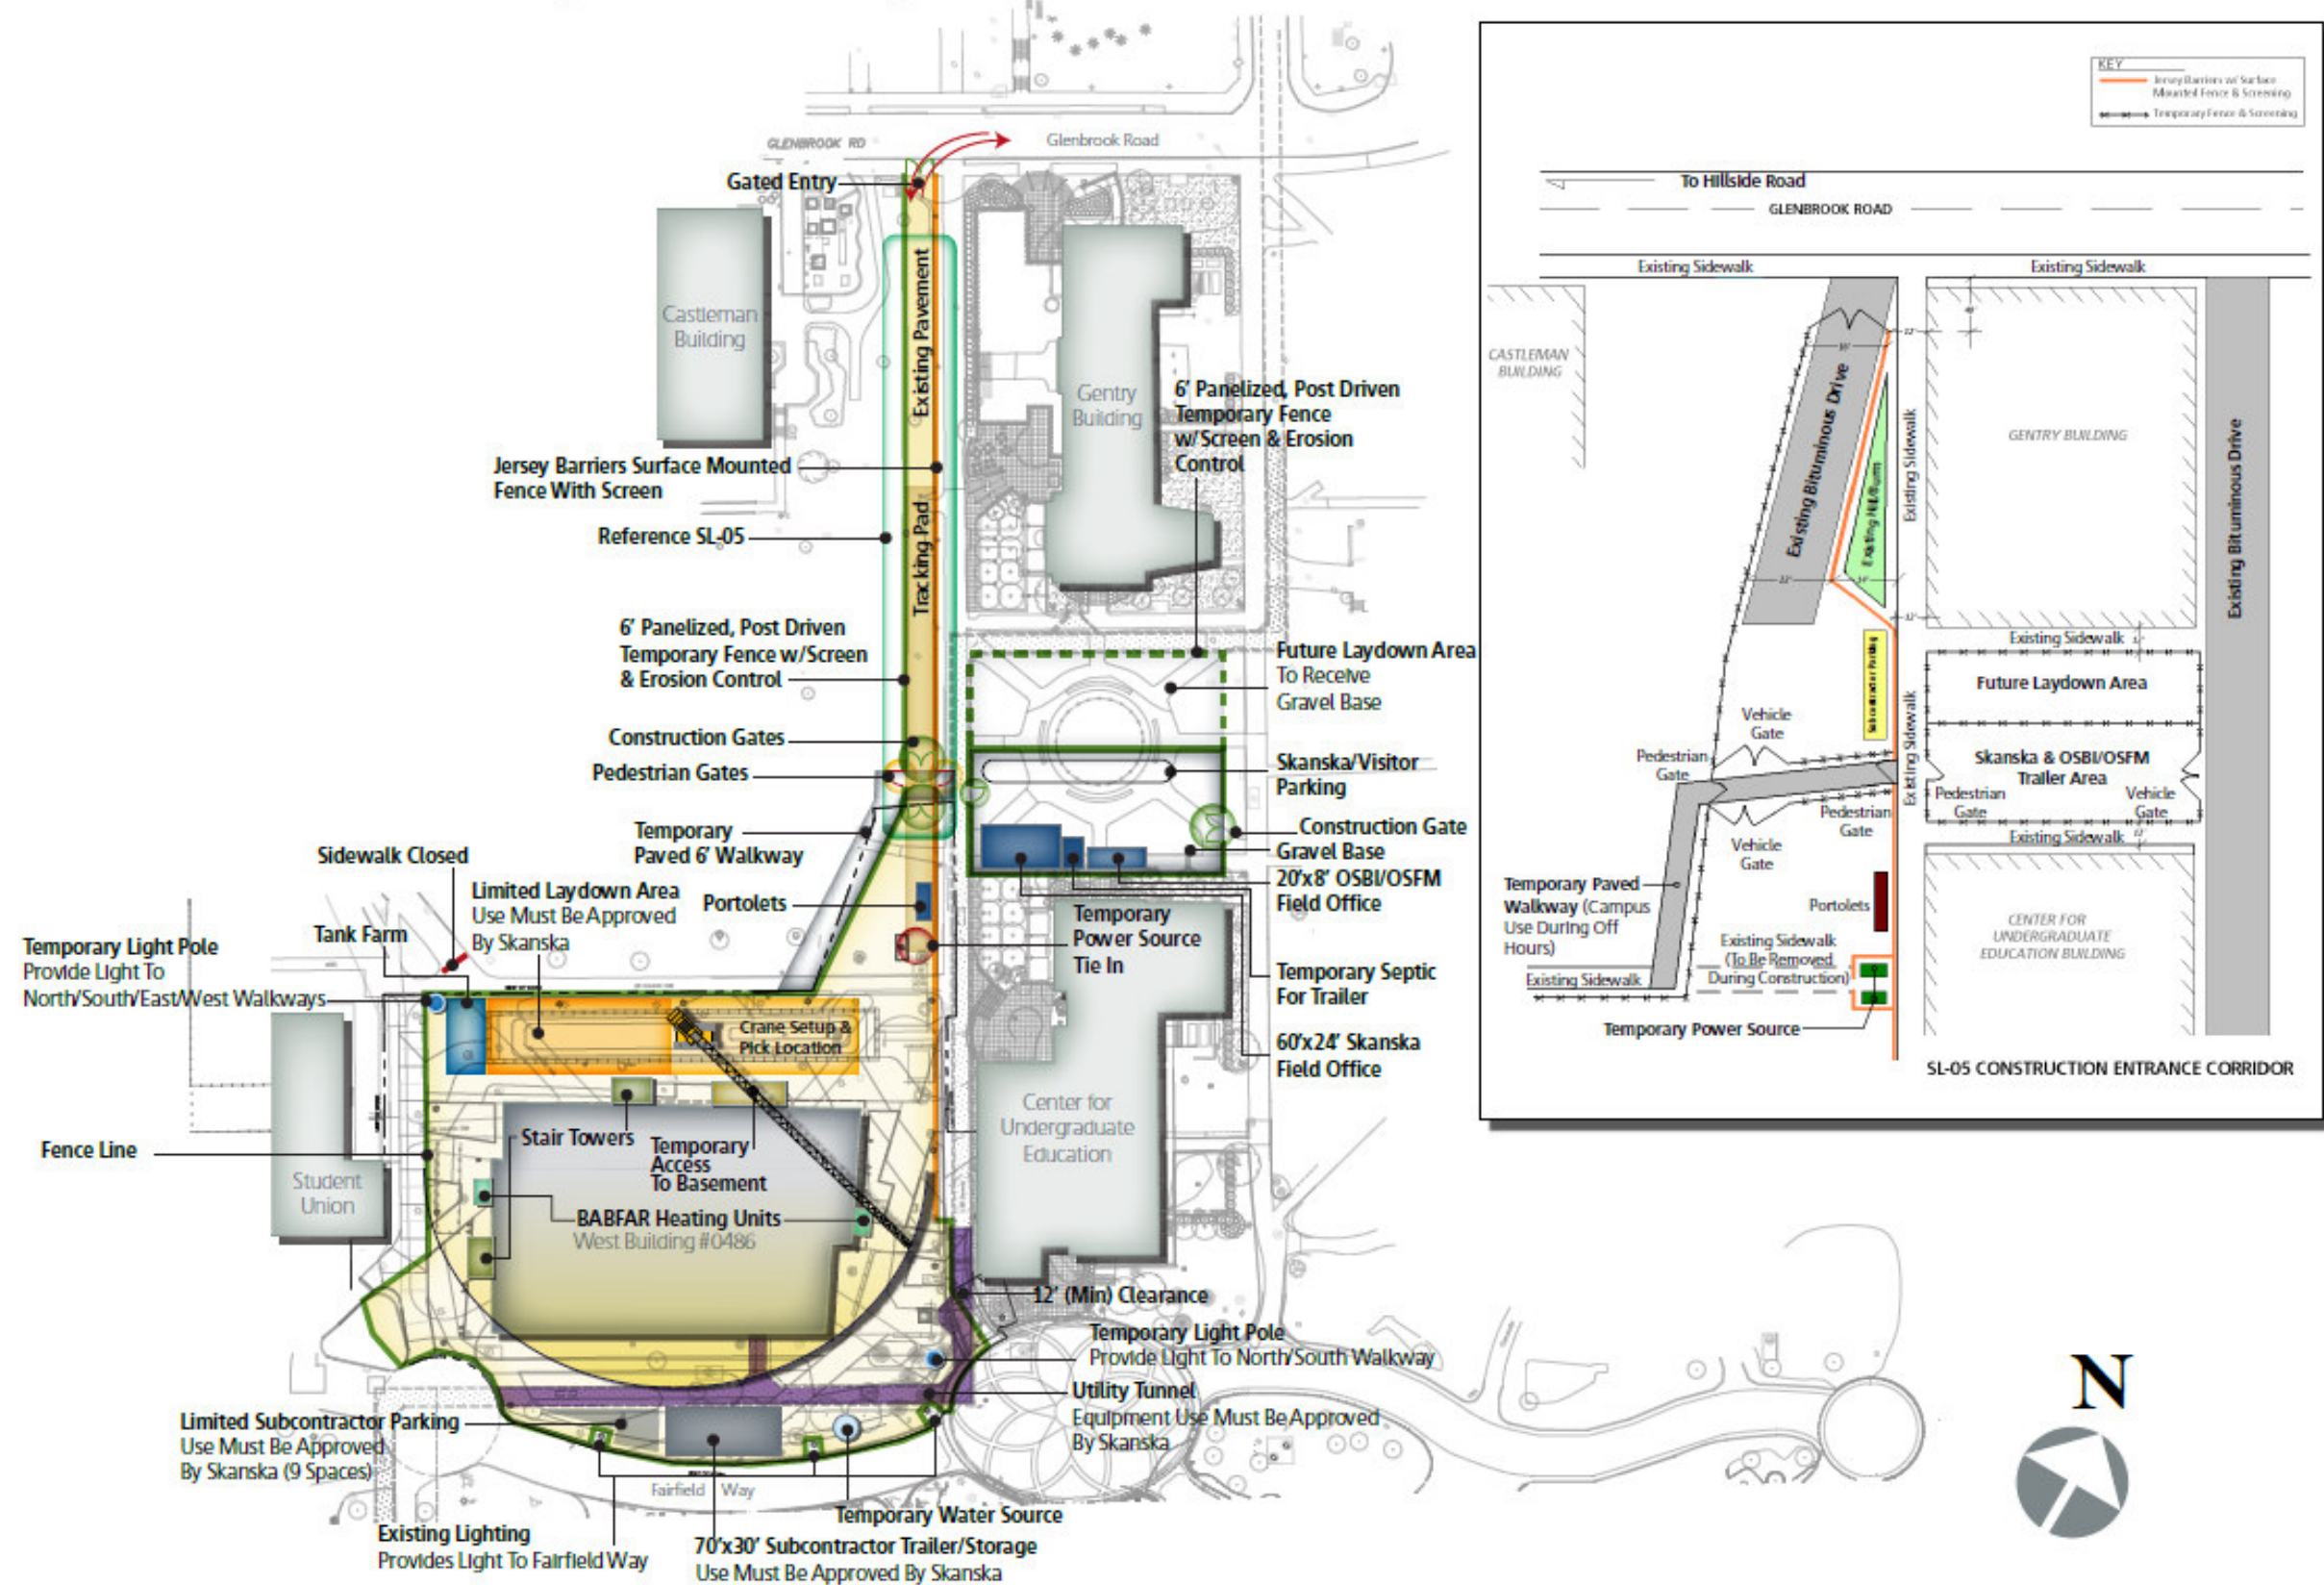 GLENBROOK RD
Glenbrook Road
Gated Entry
Castleman
Building
Existing Pavement
Gentry
Building
6' Panelized, Post Driven
Temporary Fence
w/Screen & Erosion
Control
Jersey Barriers Surface Mounted
Fence With Screen
Tracking Pad
Reference SL-05
6' Panelized, Post Driven
Temporary Fence w/Screen
& Erosion Control
Future Laydown Area
To Receive
Gravel Base
Construction Gates
Pedestrian Gates
Skanska/Visitor
Parking
Temporary
Paved 6' Walkway
Construction Gate
Gravel Base
20'x8' OSBI/OSFM
Field Office
Sidewalk Closed
Limited Laydown Area
Use Must Be Approved
By Skanska
Portolets
Temporary
Power Source
Tie In
Tank Farm
Temporary Light Pole
Provide Light To
North/South/East/West Walkways
Temporary Septic
For Trailer
Crane Setup &
Pick Location
60'x24' Skanska
Field Office
Center for
Undergraduate
Education
Stair Towers
Temporary
Access
To Basement
Fence Line
Student
Union
BABFAR Heating Units
West Building #0486
12' (Min) Clearance
Temporary Light Pole
Provide Light To North/South Walkway
Utility Tunnel
Equipment Use Must Be Approved
By Skanska
Limited Subcontractor Parking
Use Must Be Approved
By Skanska (9 Spaces)
Fairfield Way
Temporary Water Source
Existing Lighting
Provides Light To Fairfield Way
70'x30' Subcontractor Trailer/Storage
Use Must Be Approved By Skanska
KEY
Jersey Barriers w/ Surface
Mounted Fence & Screening
Temporary Fence & Screening
To Hillside Road
GLENBROOK ROAD
Existing Sidewalk
Existing Sidewalk
CASTLEMAN
BUILDING
Existing Bituminous Drive
Existing Hill/Burm
Existing Sidewalk
GENTRY BUILDING
Existing Bituminous Drive
Existing Sidewalk
Subcontractor Parking
Future Laydown Area
Existing Sidewalk
Vehicle
Gate
Pedestrian
Gate
Skanska & OSBI/OSFM
Trailer Area
Pedestrian
Gate
Vehicle
Gate
Pedestrian
Gate
Existing Sidewalk
Vehicle
Gate
Temporary Paved
Walkway (Campus
Use During Off
Hours)
Portolets
CENTER FOR
UNDERGRADUATE
EDUCATION BUILDING
Existing Sidewalk
(To Be Removed
During Construction)
Existing Sidewalk
Temporary Power Source
SL-05 CONSTRUCTION ENTRANCE CORRIDOR
N